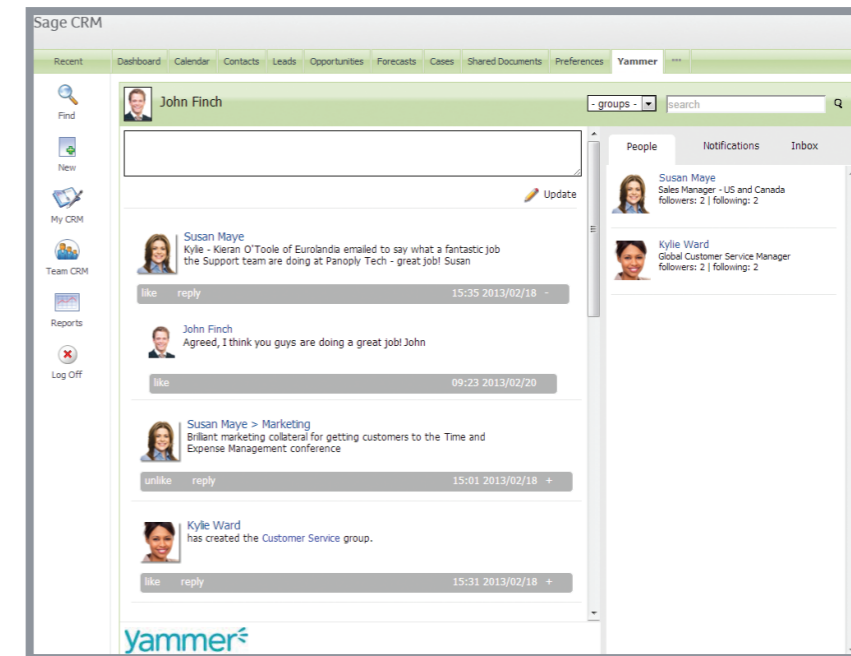 Sage CRM
Recent
Dashboard Calendar Contacts Leads Opportunities Forecasts Cases Shared Documents Preferences Yammer ...
Find
New
My CRM
Team CRM
Reports
Log Off
John Finch
- groups - search
Update
Susan Maye
Kylie - Kieran O'Toole of Eurolandia emailed to say what a fantastic job
the Support team are doing at Panoply Tech - great job! Susan
like reply 15:35 2013/02/18 -
John Finch
Agreed, I think you guys are doing a great job! John
like 09:23 2013/02/20
Susan Maye > Marketing
Brilliant marketing collateral for getting customers to the Time and
Expense Management conference
unlike reply 15:01 2013/02/18 +
Kylie Ward
has created the Customer Service group.
like reply 15:31 2013/02/18 +
yammer
People Notifications Inbox
Susan Maye
Sales Manager - US and Canada
followers: 2 | following: 2
Kylie Ward
Global Customer Service Manager
followers: 2 | following: 2